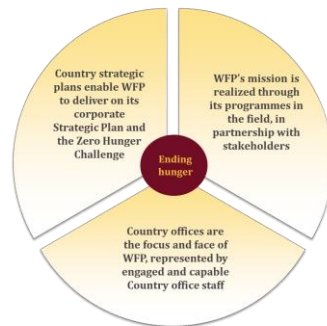 Country strategic
plans enable WFP
to deliver on its
corporate
Strategic Plan and
the Zero Hunger
Challenge
WFP's mission is
realized through
its programmes in
the field, in
partnership with
stakeholders
Ending
hunger
Country offices are
the focus and face of
WFP, represented by
engaged and capable
Country office staff